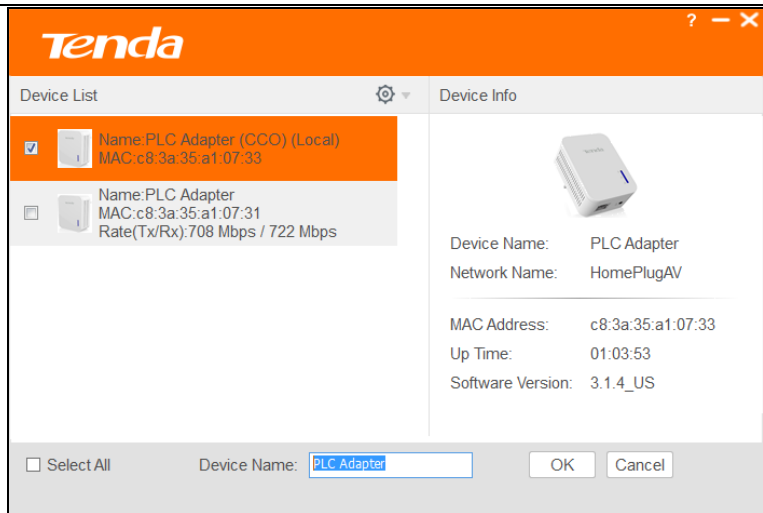 Tenda
?
Device List
Device Info
Name:PLC Adapter (CCO) (Local)
MAC:c8:3a:35:a1:07:33
Name:PLC Adapter
MAC:c8:3a:35:a1:07:31
Rate(Tx/Rx):708 Mbps / 722 Mbps
Tenda
Device Name: PLC Adapter
Network Name: HomePlugAV
MAC Address: c8:3a:35:a1:07:33
Up Time: 01:03:53
Software Version: 3.1.4_US
Select All
Device Name: PLC Adapter
OK
Cancel